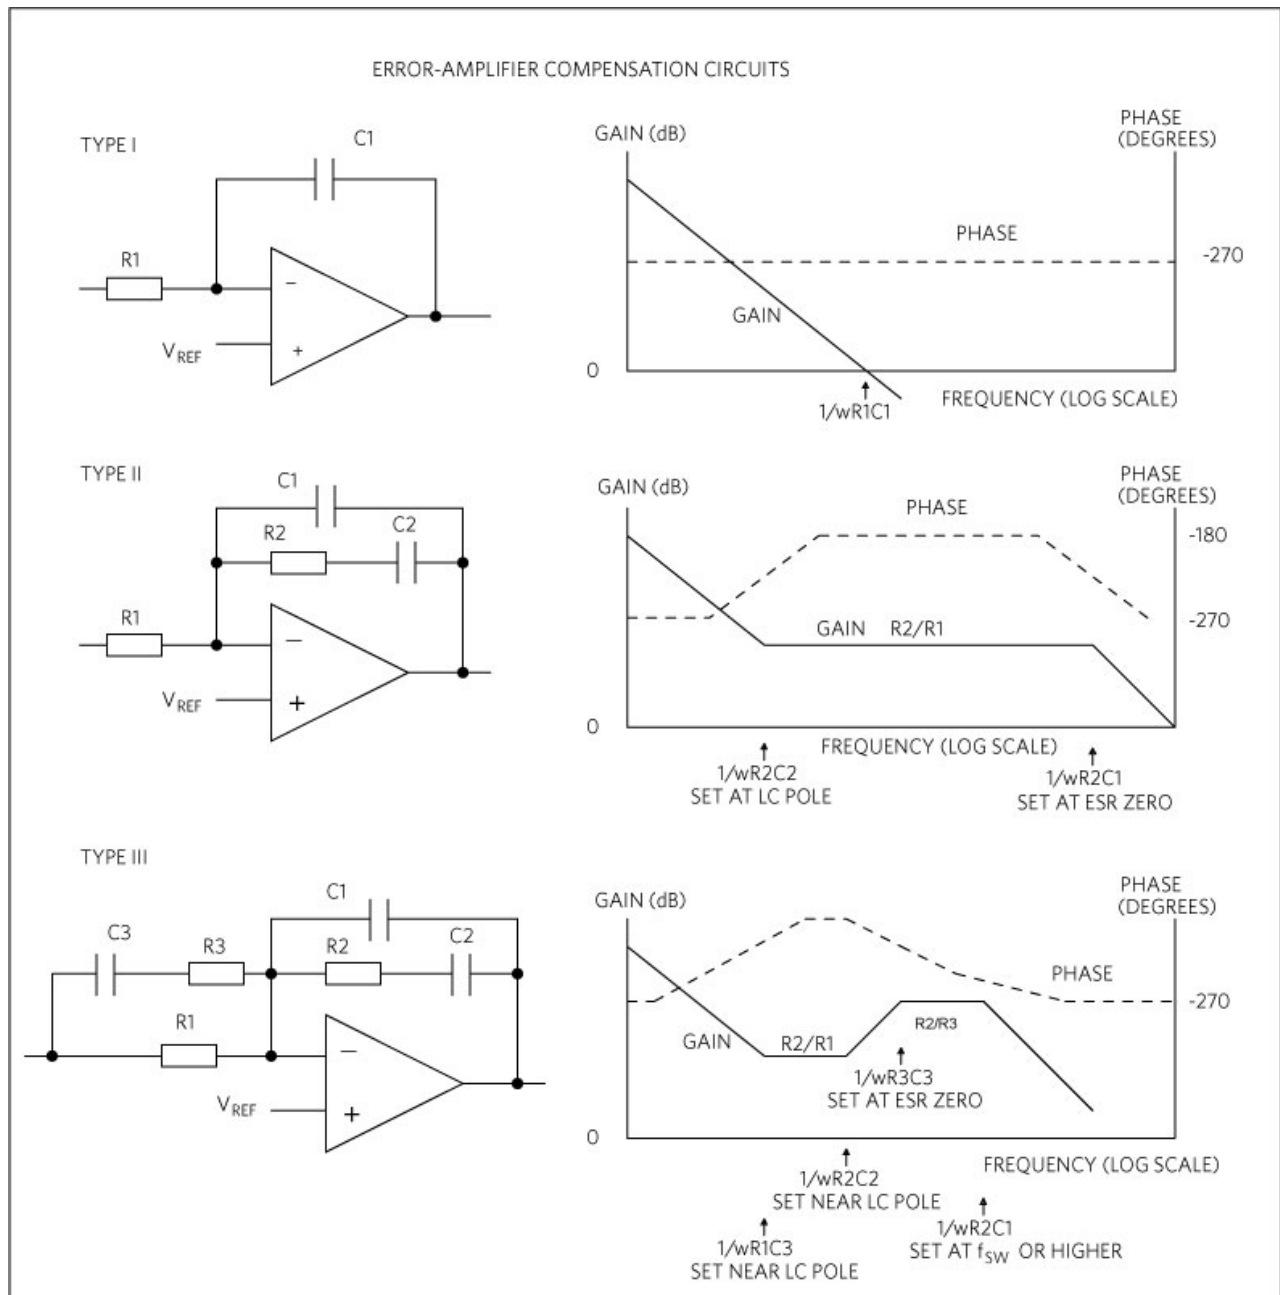 ERROR-AMPLIFIER COMPENSATION CIRCUITS
TYPE I
C1
R1
−
V_REF
+
GAIN (dB)
PHASE
(DEGREES)
PHASE
-270
GAIN
0
1/wR1C1
FREQUENCY (LOG SCALE)
TYPE II
C1
R2
C2
R1
−
V_REF
+
GAIN (dB)
PHASE
(DEGREES)
PHASE
-180
-270
GAIN R2/R1
0
FREQUENCY (LOG SCALE)
1/wR2C2
SET AT LC POLE
1/wR2C1
SET AT ESR ZERO
TYPE III
C1
C3
R3
R2
C2
R1
−
V_REF
+
GAIN (dB)
PHASE
(DEGREES)
PHASE
-270
GAIN
R2/R1
R2/R3
1/wR3C3
SET AT ESR ZERO
0
FREQUENCY (LOG SCALE)
1/wR2C2
SET NEAR LC POLE
1/wR1C3
SET NEAR LC POLE
1/wR2C1
SET AT f_SW OR HIGHER